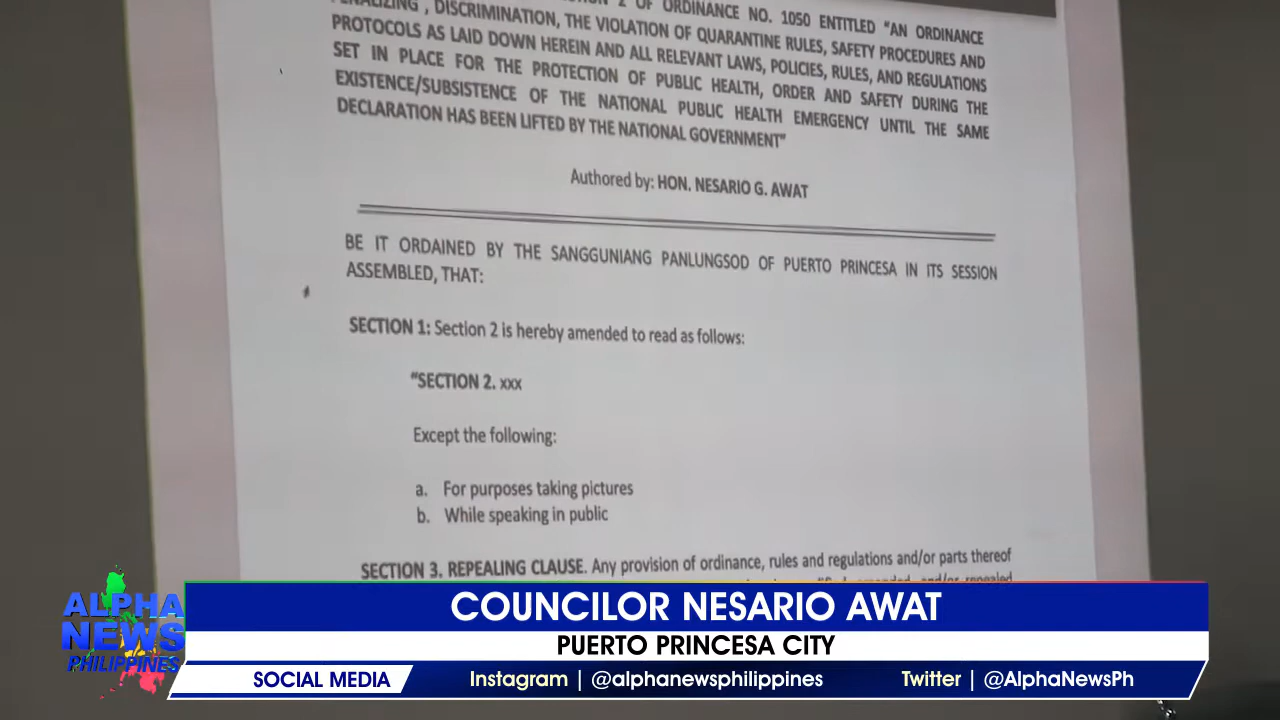 2 OF ORDINANCE NO. 1050 ENTITLED "AN ORDINANCE
PENALIZING , DISCRIMINATION, THE VIOLATION OF QUARANTINE RULES, SAFETY PROCEDURES AND
PROTOCOLS AS LAID DOWN HEREIN AND ALL RELEVANT LAWS, POLICIES, RULES, AND REGULATIONS
SET IN PLACE FOR THE PROTECTION OF PUBLIC HEALTH, ORDER AND SAFETY DURING THE
EXISTENCE/SUBSISTENCE OF THE NATIONAL PUBLIC HEALTH EMERGENCY UNTIL THE SAME
DECLARATION HAS BEEN LIFTED BY THE NATIONAL GOVERNMENT"
Authored by: HON. NESARIO G. AWAT
BE IT ORDAINED BY THE SANGGUNIANG PANLUNGSOD OF PUERTO PRINCESA IN ITS SESSION
ASSEMBLED, THAT:
SECTION 1: Section 2 is hereby amended to read as follows:
"SECTION 2. xxx
Except the following:
a. For purposes taking pictures
b. While speaking in public
SECTION 3. REPEALING CLAUSE. Any provision of ordinance, rules and regulations and/or parts thereof
ALPHA
NEWS
PHILIPPINES
COUNCILOR NESARIO AWAT
PUERTO PRINCESA CITY
SOCIAL MEDIA Instagram | @alphanewsphilippines Twitter | @AlphaNewsPh